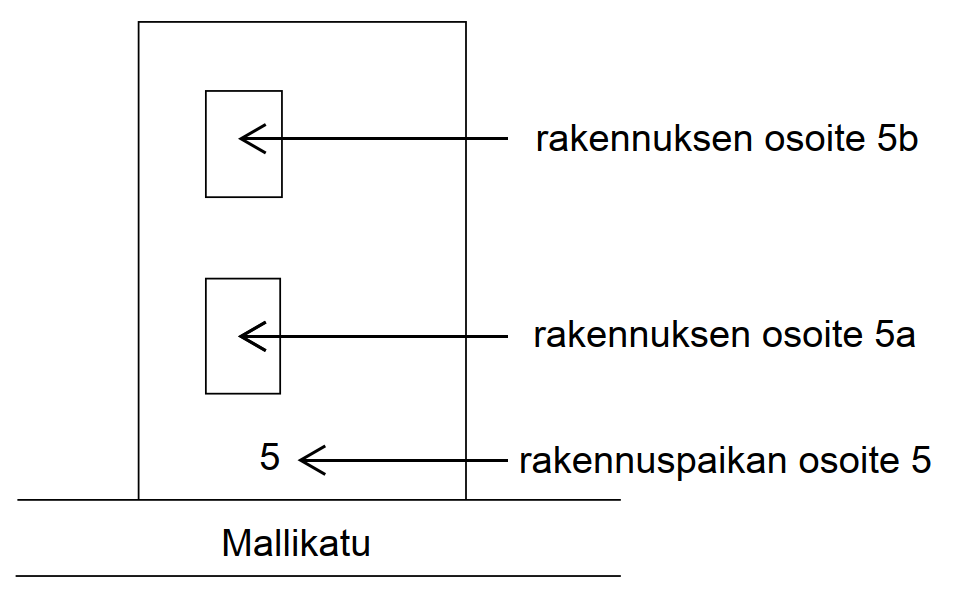 rakennuksen osoite 5b
rakennuksen osoite 5a
5
rakennuspaikan osoite 5
Mallikatu